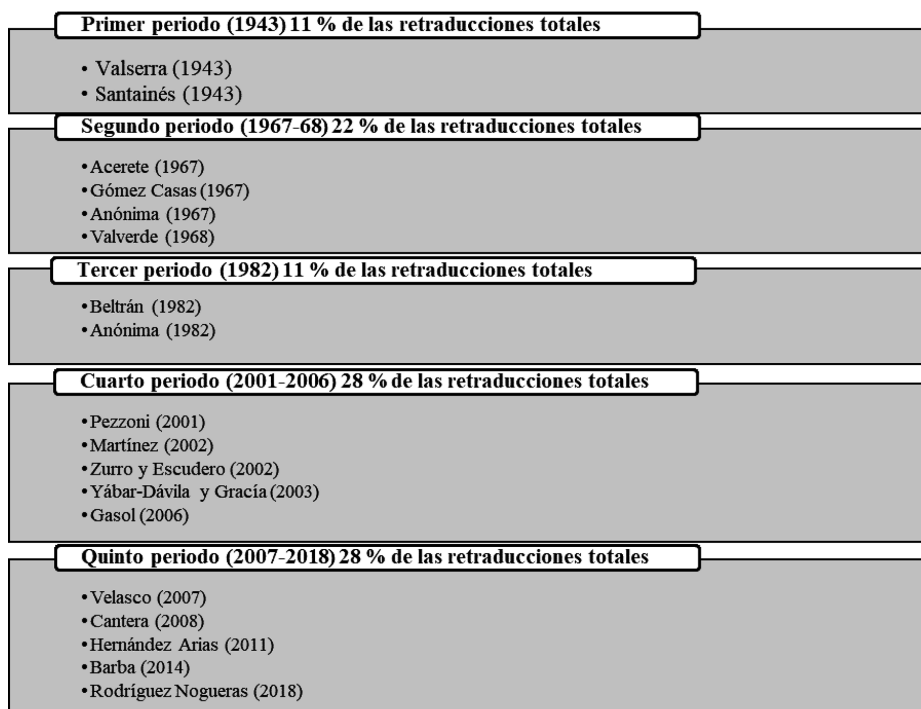 Primer periodo (1943) 11 % de las retraducciones totales
• Valserra (1943)
• Santainés (1943)
Segundo periodo (1967-68) 22 % de las retraducciones totales
• Acerete (1967)
• Gómez Casas (1967)
• Anónima (1967)
• Valverde (1968)
Tercer periodo (1982) 11 % de las retraducciones totales
• Beltrán (1982)
• Anónima (1982)
Cuarto periodo (2001-2006) 28 % de las retraducciones totales
• Pezzoni (2001)
• Martínez (2002)
• Zurro y Escudero (2002)
• Yábar-Dávila y Gracía (2003)
• Gasol (2006)
Quinto periodo (2007-2018) 28 % de las retraducciones totales
• Velasco (2007)
• Cantera (2008)
• Hernández Arias (2011)
• Barba (2014)
• Rodríguez Nogueras (2018)